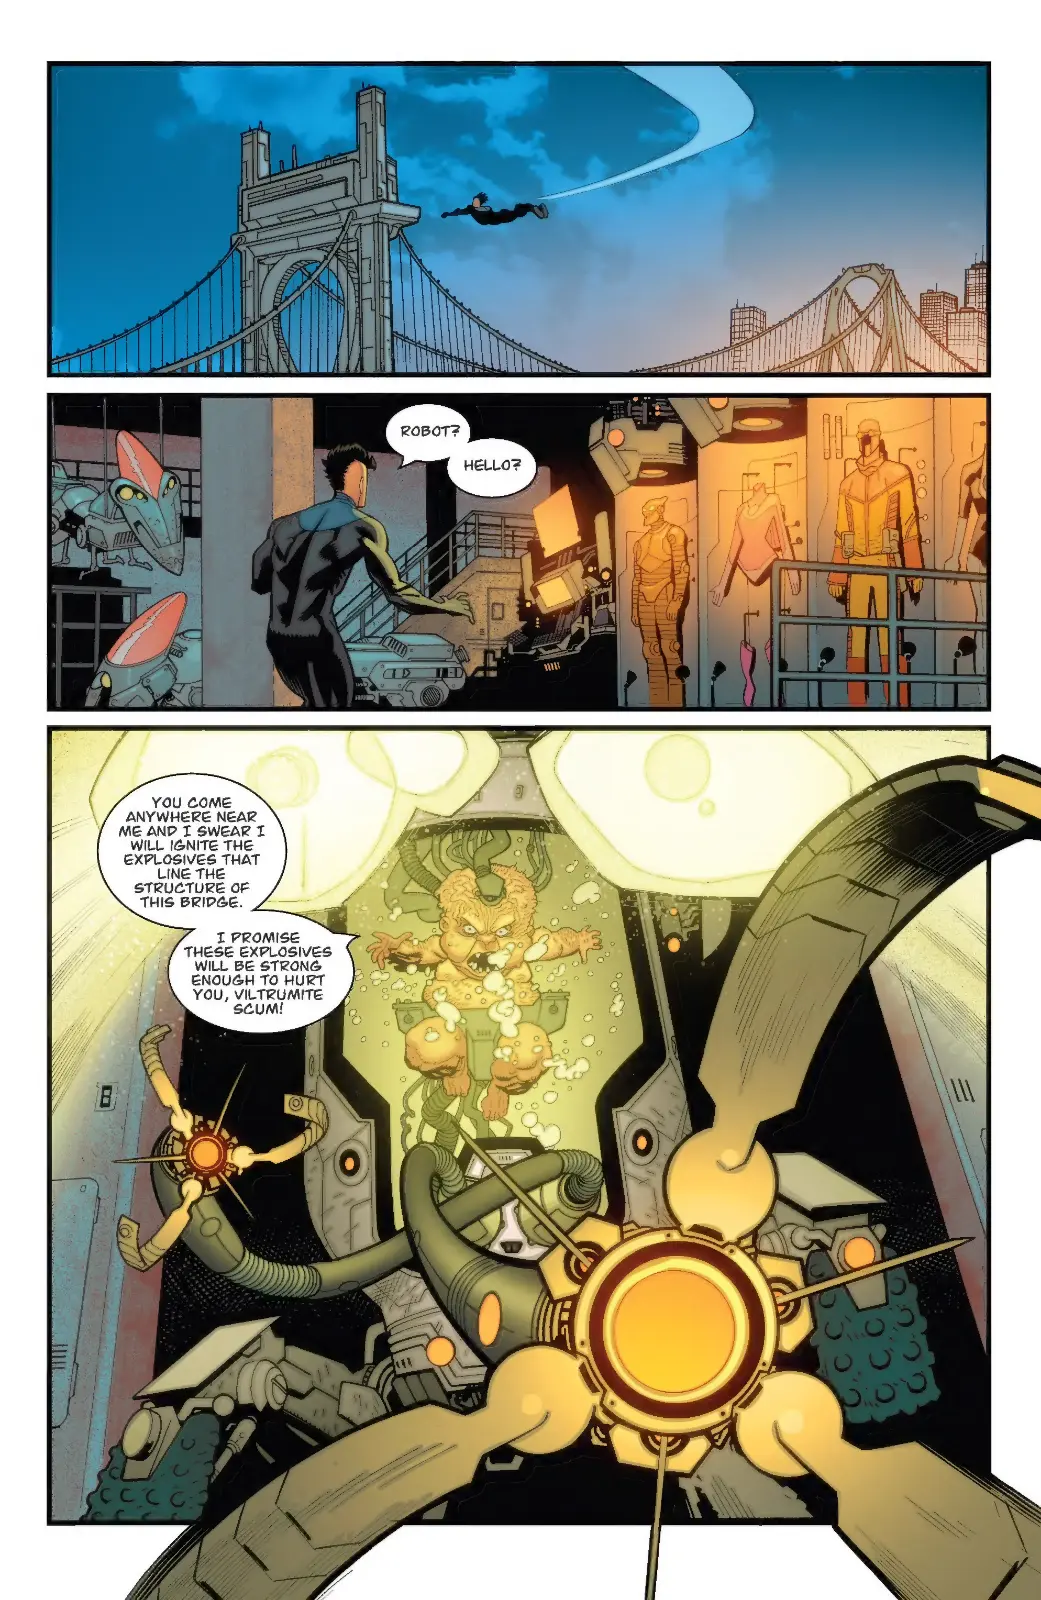 ROBOT?
HELLO?
YOU COME
ANYWHERE NEAR
ME AND I SWEAR I
WILL IGNITE THE
EXPLOSIVES THAT
LINE THE
STRUCTURE OF
THIS BRIDGE.
I PROMISE
THESE EXPLOSIVES
WILL BE STRONG
ENOUGH TO HURT
YOU, VILTRUMITE
SCUM!